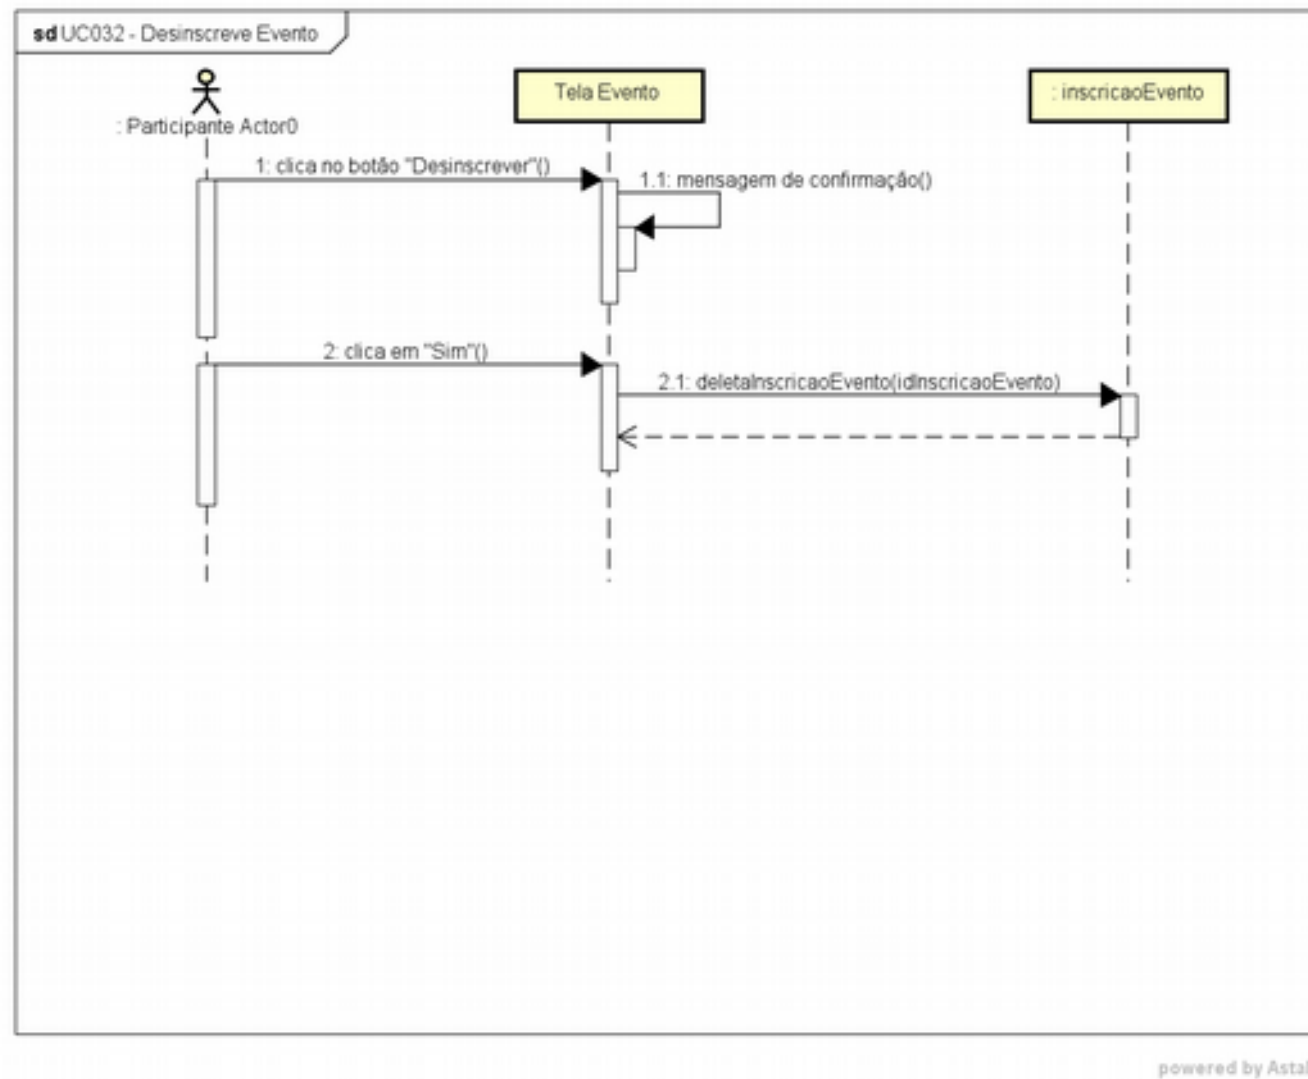 sd UC032 - Desinscreve Evento
: Participante Actor0
Tela Evento
: inscricaoEvento
1: clica no botão "Desinscrever"()
1.1: mensagem de confirmação()
2: clica em "Sim"()
2.1: deletaInscricaoEvento(idInscricaoEvento)
powered by Asta